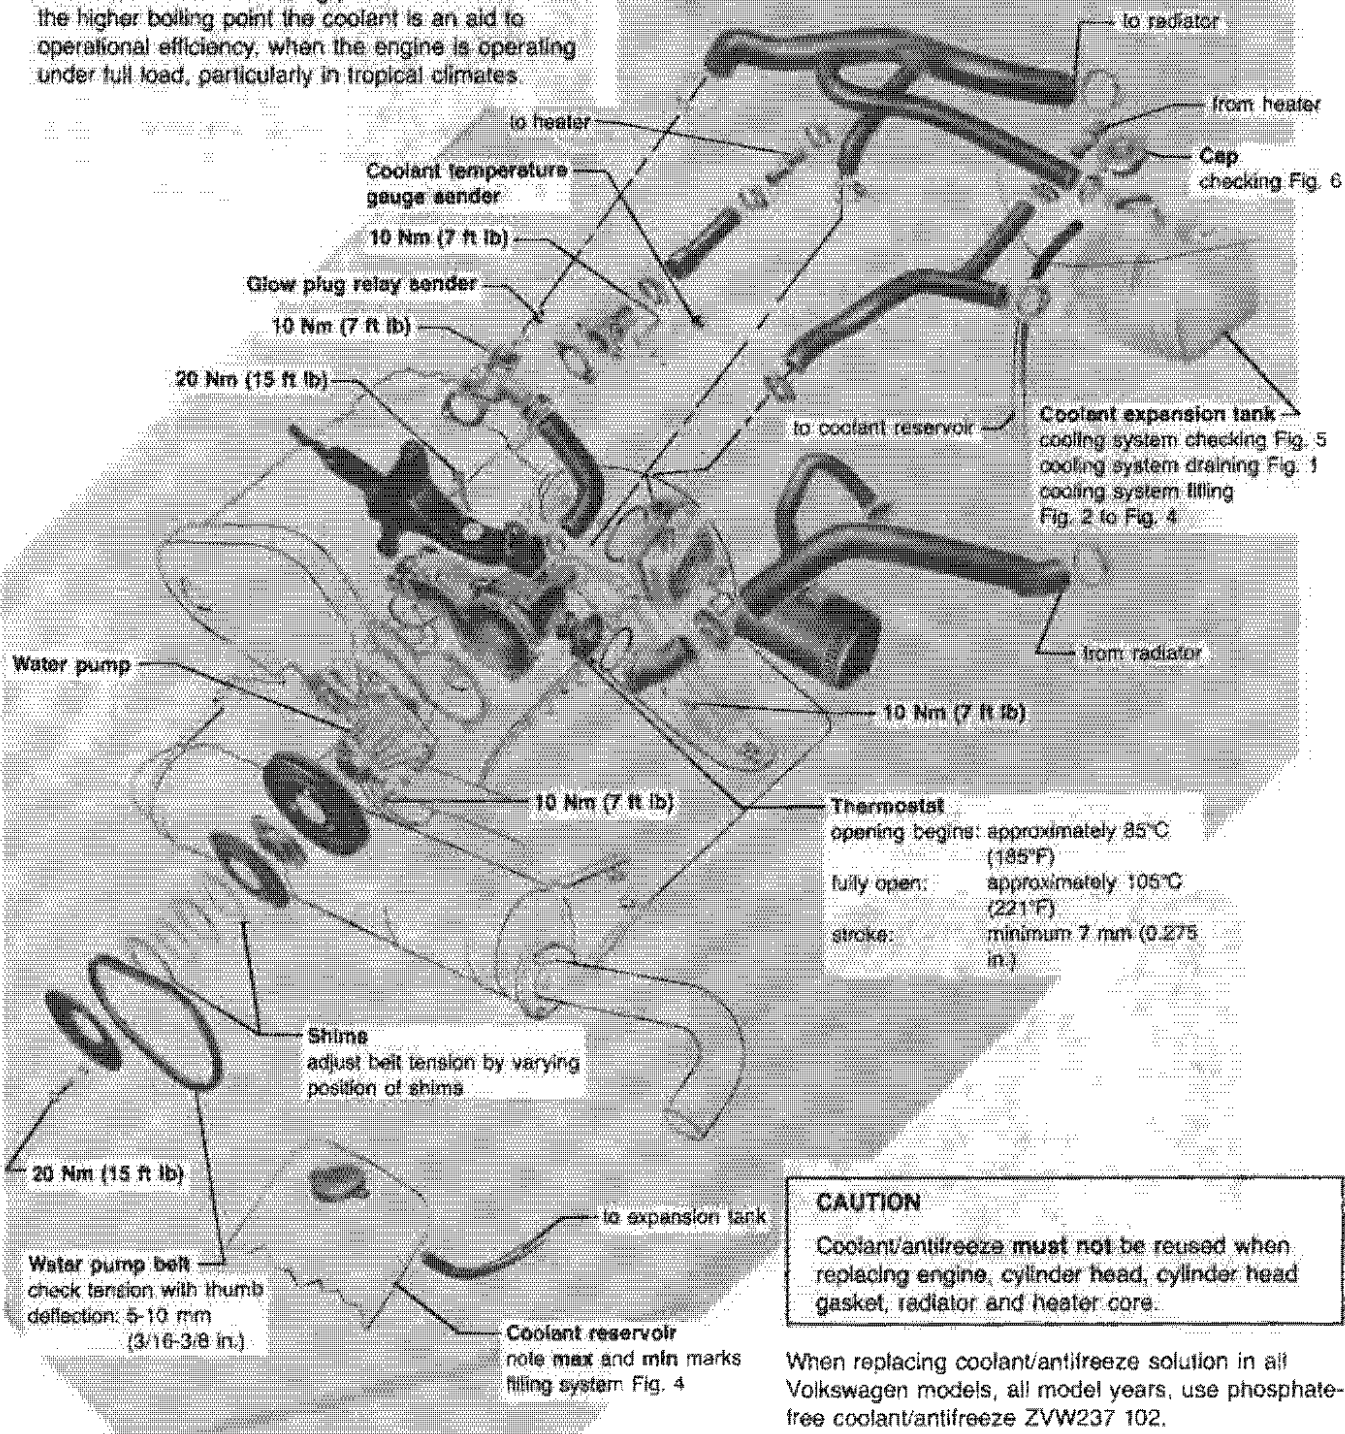 the higher boiling point the coolant is an aid to
operational efficiency, when the engine is operating
under full load, particularly in tropical climates.
to radiator
from heater
Cap
checking Fig. 6
to heater
Coolant temperature
gauge sender
10 Nm (7 ft lb)
Glow plug relay sender
10 Nm (7 ft lb)
20 Nm (15 ft lb)
to coolant reservoir
Coolant expansion tank
cooling system checking Fig. 5
cooling system draining Fig. 1
cooling system filling
Fig. 2 to Fig. 4
from radiator
Water pump
10 Nm (7 ft lb)
10 Nm (7 ft lb)
Thermostat
opening begins: approximately 85°C
(185°F)
fully open: approximately 105°C
(221°F)
stroke: minimum 7 mm (0.275
in.)
Shims
adjust belt tension by varying
position of shims
20 Nm (15 ft lb)
Water pump belt
check tension with thumb
deflection: 5-10 mm
(3/16-3/8 in.)
to expansion tank
Coolant reservoir
note max and min marks
filling system Fig. 4
CAUTION
Coolant/antifreeze must not be reused when
replacing engine, cylinder head, cylinder head
gasket, radiator and heater core.
When replacing coolant/antifreeze solution in all
Volkswagen models, all model years, use phosphate-
free coolant/antifreeze ZVW237 102.